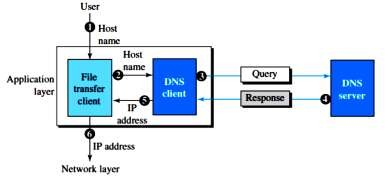 User
1
Host
name
Application
layer
File
transfer
client
2
Host
name
DNS
client
3
Query
DNS
server
4
Response
5
IP
address
6
IP address
Network layer